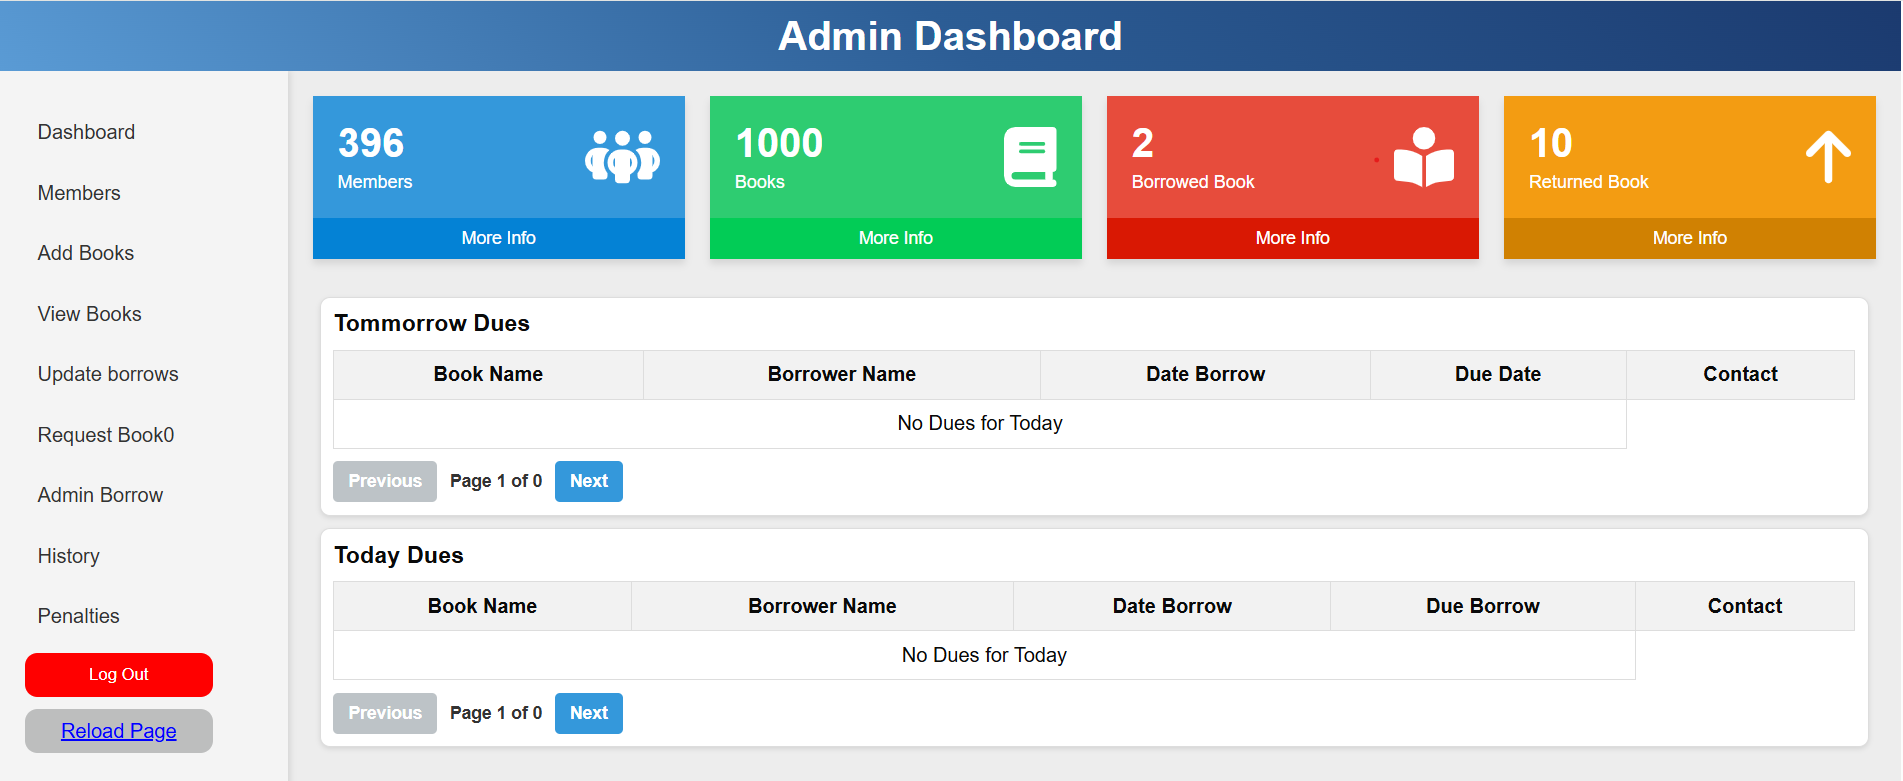 Admin Dashboard
Dashboard
Members
Add Books
View Books
Update borrows
Request Book0
Admin Borrow
History
Penalties
Log Out
Reload Page
396
Members
More Info
1000
Books
More Info
2
Borrowed Book
More Info
10
Returned Book
More Info
Tommorrow Dues
Book Name Borrower Name Date Borrow Due Date Contact
No Dues for Today
Previous Page 1 of 0 Next
Today Dues
Book Name Borrower Name Date Borrow Due Borrow Contact
No Dues for Today
Previous Page 1 of 0 Next